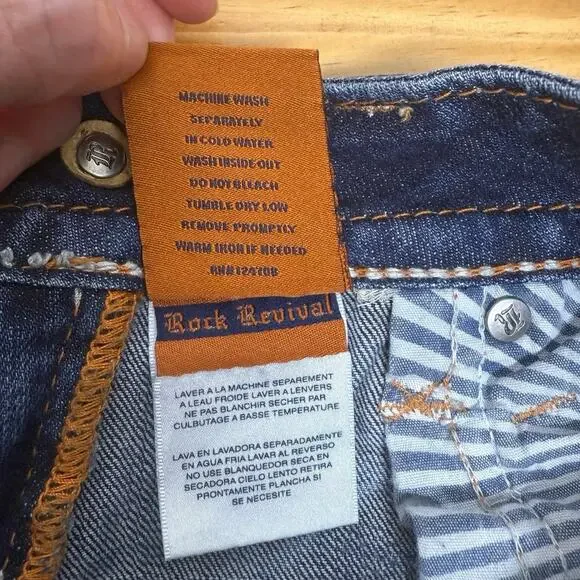 MACHINE WASH
SEPARATELY
IN COLD WATER
WASH INSIDE OUT
DO NOT BLEACH
TUMBLE DRY LOW
REMOVE PROMPTLY
WARM IRON IF NEEDED
RN#124708
Rock Revival
LAVER A LA MACHINE SEPAREMENT
A LEAU FROIDE LAVER A LENVERS
NE PAS BLANCHIR SECHER PAR
CULBUTAGE A BASSE TEMPERATURE
LAVA EN LAVADORA SEPARADAMENTE
EN AGUA FRIA LAVAR AL REVERSO
NO USE BLANQUEDOR SECA EN
SECADORA CIELO LENTO RETIRA
PRONTAMENTE PLANCHA SI
SE NECESITE